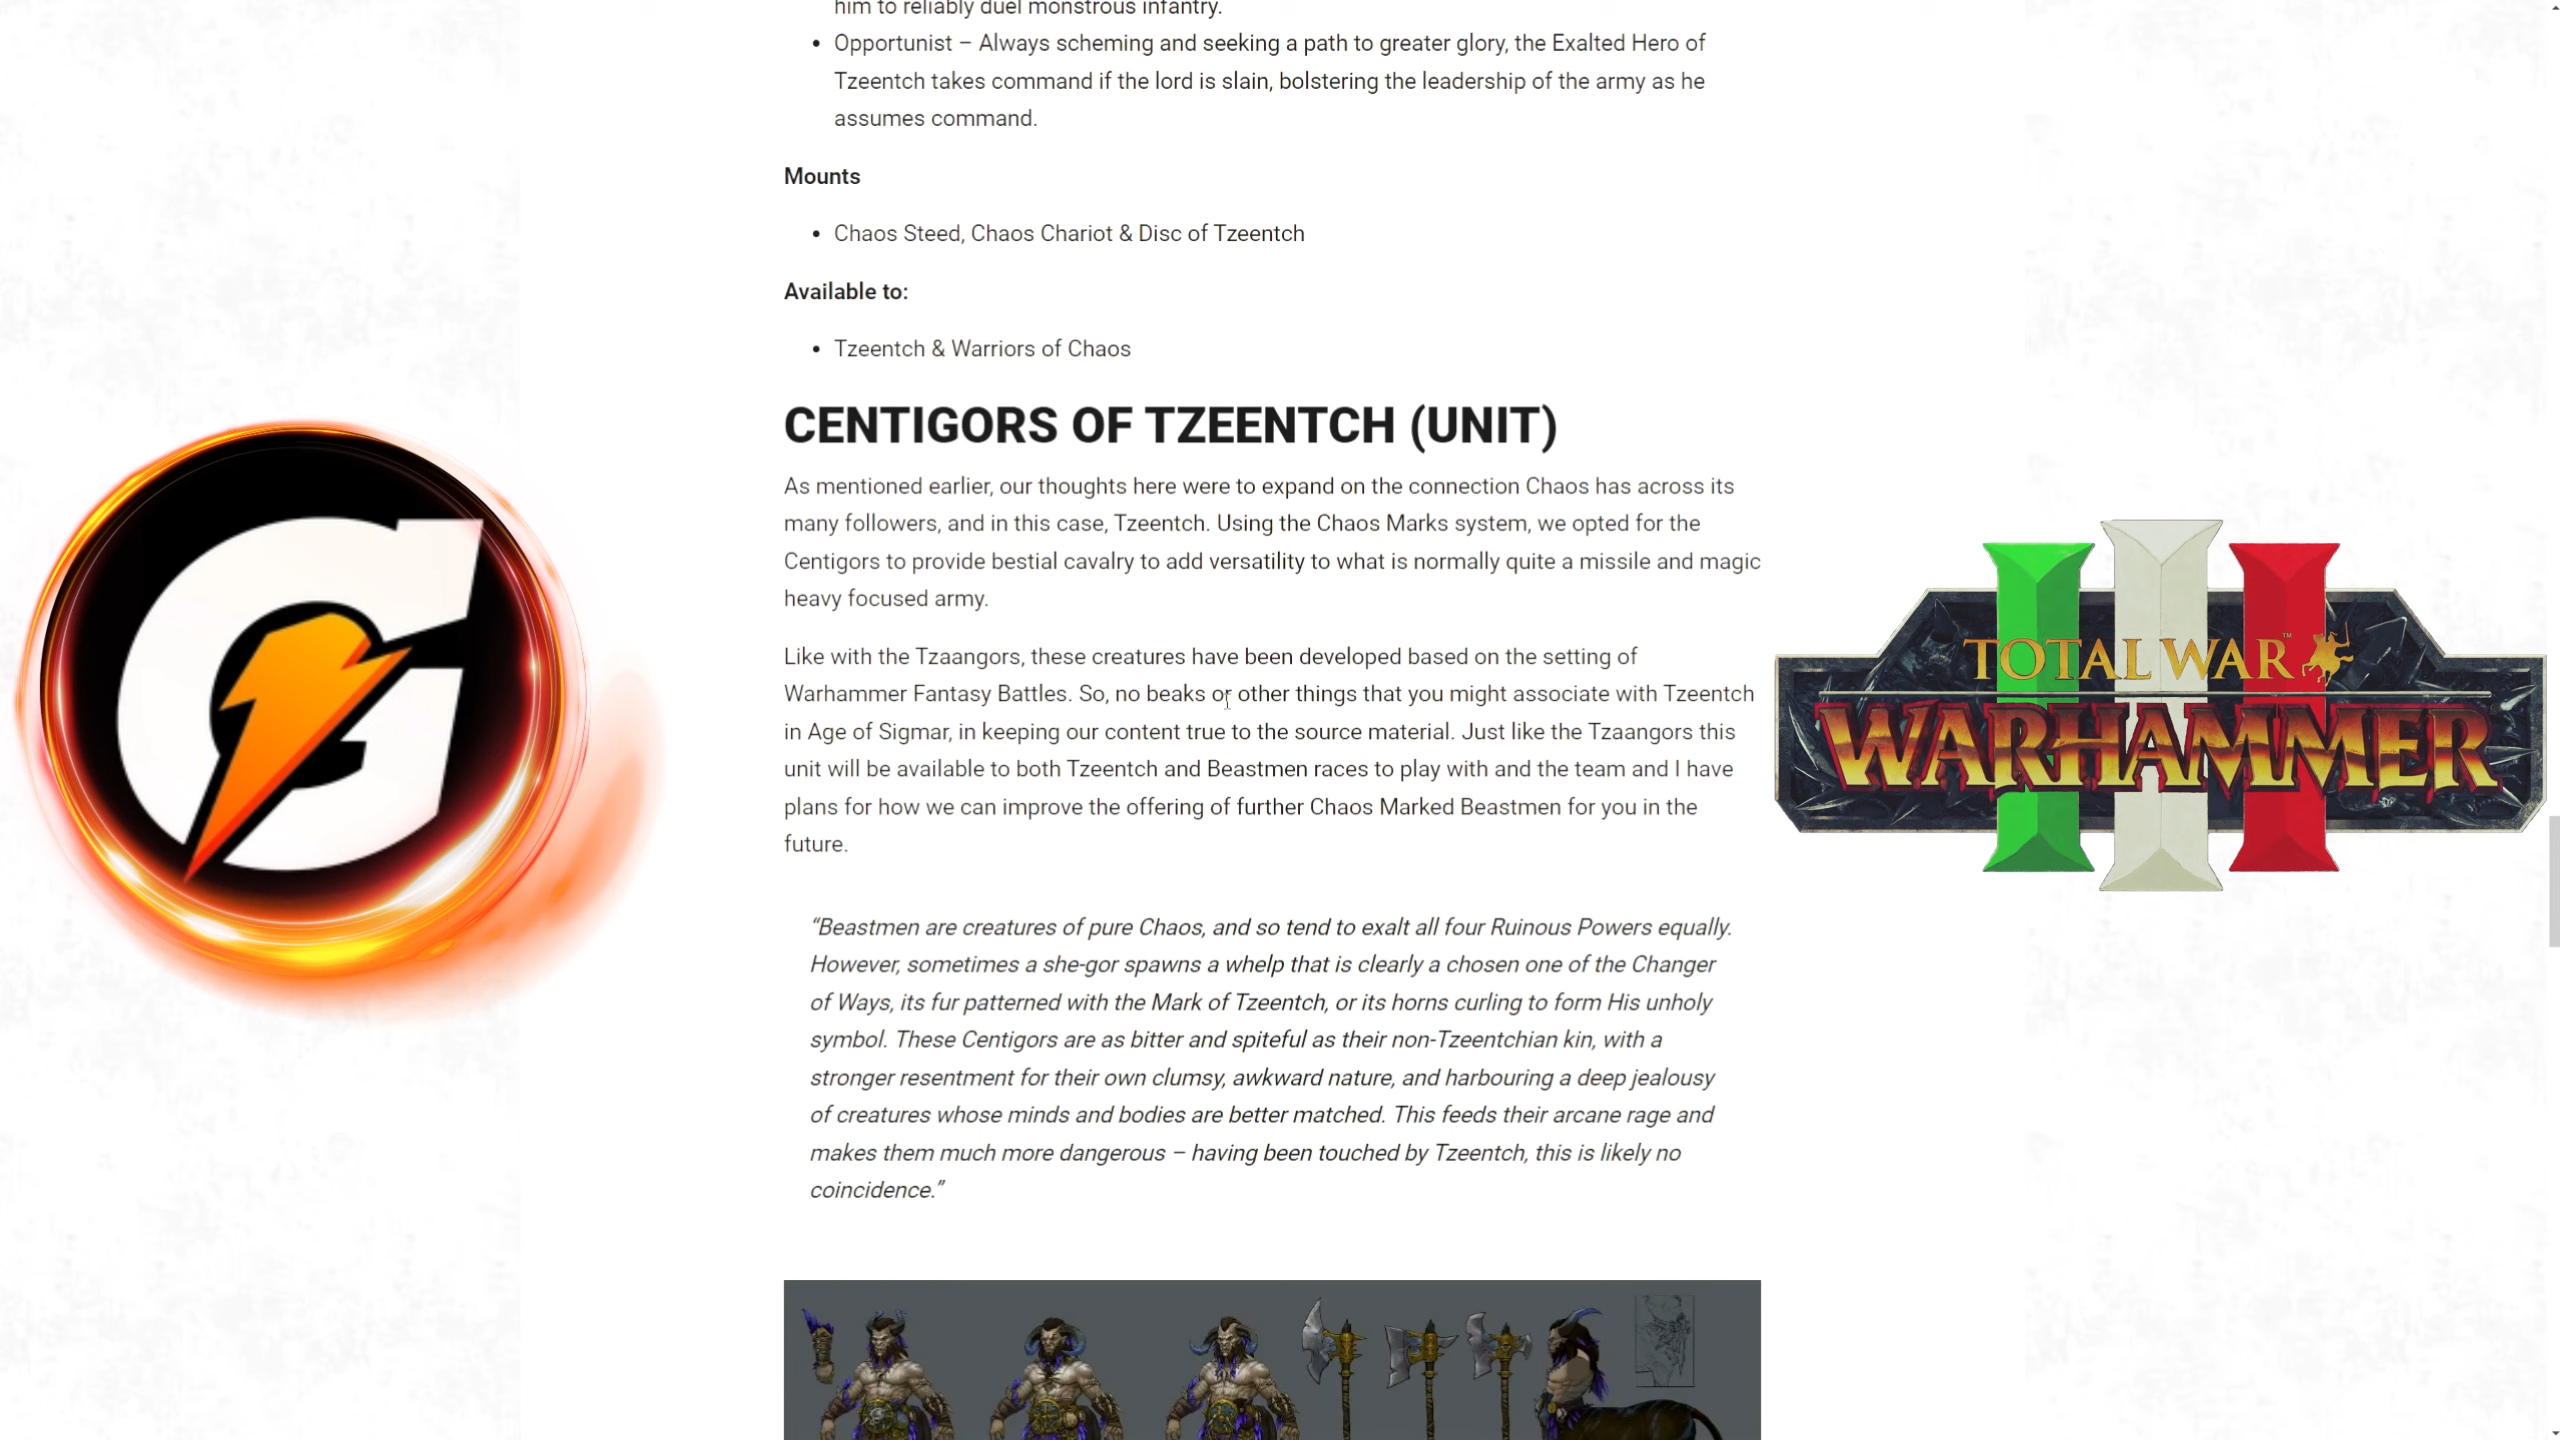 him to reliably duel monstrous infantry.
• Opportunist – Always scheming and seeking a path to greater glory, the Exalted Hero of
Tzeentch takes command if the lord is slain, bolstering the leadership of the army as he
assumes command.
Mounts
• Chaos Steed, Chaos Chariot & Disc of Tzeentch
Available to:
• Tzeentch & Warriors of Chaos
CENTIGORS OF TZEENTCH (UNIT)
As mentioned earlier, our thoughts here were to expand on the connection Chaos has across its
many followers, and in this case, Tzeentch. Using the Chaos Marks system, we opted for the
Centigors to provide bestial cavalry to add versatility to what is normally quite a missile and magic
heavy focused army.
Like with the Tzaangors, these creatures have been developed based on the setting of
Warhammer Fantasy Battles. So, no beaks or other things that you might associate with Tzeentch
in Age of Sigmar, in keeping our content true to the source material. Just like the Tzaangors this
unit will be available to both Tzeentch and Beastmen races to play with and the team and I have
plans for how we can improve the offering of further Chaos Marked Beastmen for you in the
future.
“Beastmen are creatures of pure Chaos, and so tend to exalt all four Ruinous Powers equally.
However, sometimes a she-gor spawns a whelp that is clearly a chosen one of the Changer
of Ways, its fur patterned with the Mark of Tzeentch, or its horns curling to form His unholy
symbol. These Centigors are as bitter and spiteful as their non-Tzeentchian kin, with a
stronger resentment for their own clumsy, awkward nature, and harbouring a deep jealousy
of creatures whose minds and bodies are better matched. This feeds their arcane rage and
makes them much more dangerous – having been touched by Tzeentch, this is likely no
coincidence.”
G
TOTAL WAR™
WARHAMMER
III